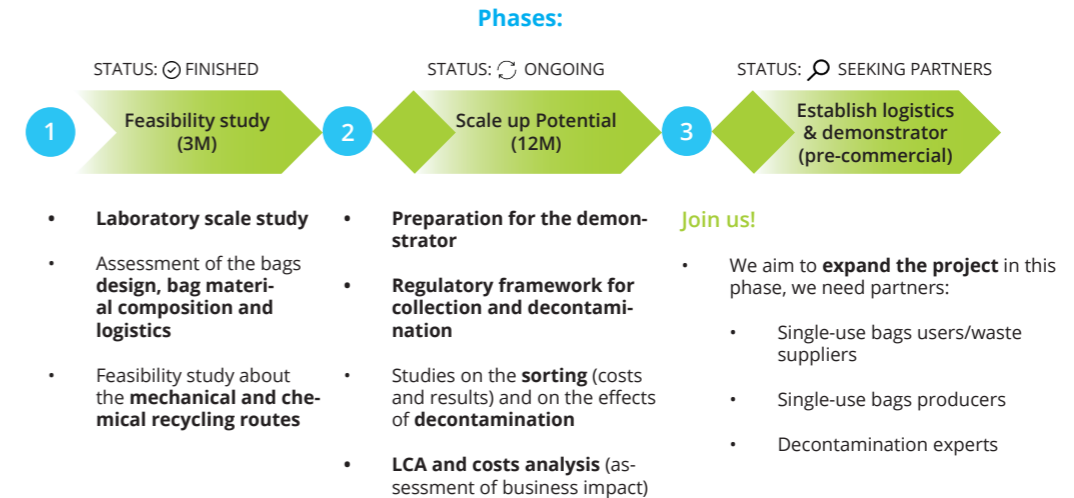 Phases:
STATUS: FINISHED
1
Feasibility study
(3M)
• Laboratory scale study
• Assessment of the bags
design, bag materi-
al composition and
logistics
• Feasibility study about
the mechanical and che-
mical recycling routes
STATUS: ONGOING
2
Scale up Potential
(12M)
• Preparation for the demon-
strator
• Regulatory framework for
collection and decontami-
nation
• Studies on the sorting (costs
and results) and on the effects
of decontamination
• LCA and costs analysis (as-
sessment of business impact)
STATUS: SEEKING PARTNERS
3
Establish logistics
& demonstrator
(pre-commercial)
Join us!
• We aim to expand the project in this
phase, we need partners:
• Single-use bags users/waste
suppliers
• Single-use bags producers
• Decontamination experts